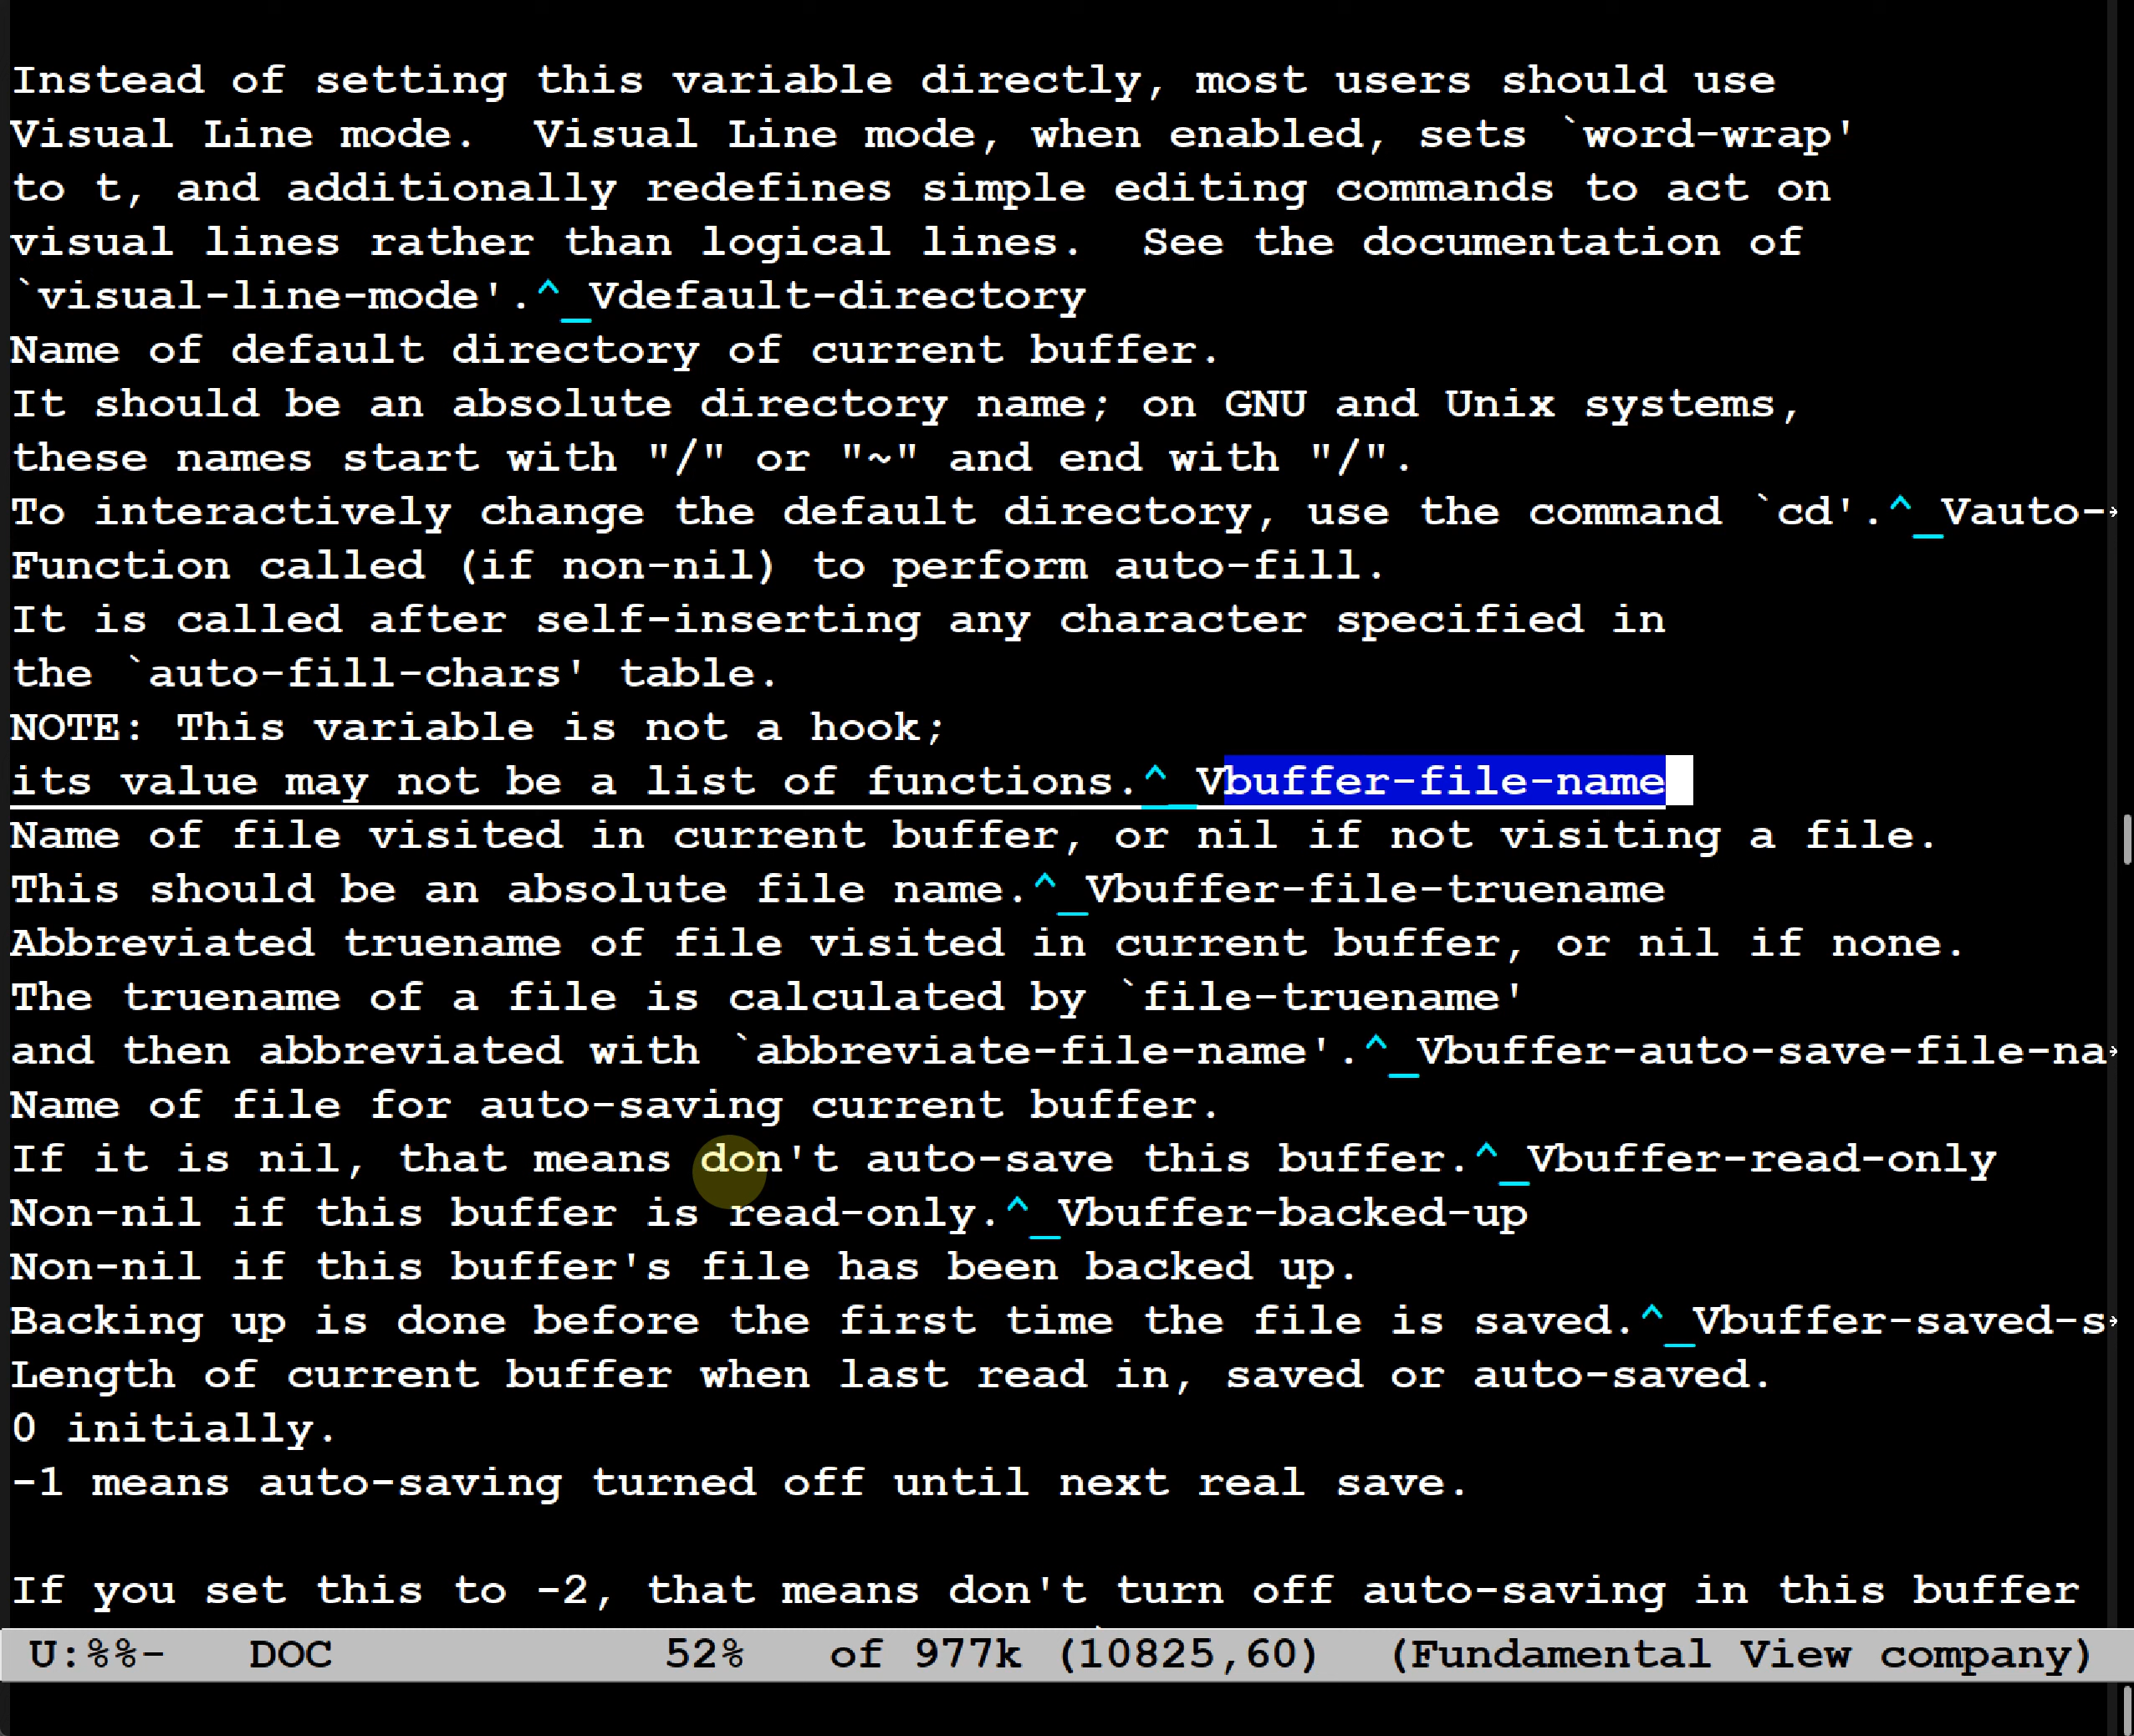 Instead of setting this variable directly, most users should use
Visual Line mode.  Visual Line mode, when enabled, sets `word-wrap'
to t, and additionally redefines simple editing commands to act on
visual lines rather than logical lines.  See the documentation of
`visual-line-mode'.^_Vdefault-directory
Name of default directory of current buffer.
It should be an absolute directory name; on GNU and Unix systems,
these names start with "/" or "~" and end with "/".
To interactively change the default directory, use the command `cd'.^_Vauto-
Function called (if non-nil) to perform auto-fill.
It is called after self-inserting any character specified in
the `auto-fill-chars' table.
NOTE: This variable is not a hook;
its value may not be a list of functions.^_Vbuffer-file-name
Name of file visited in current buffer, or nil if not visiting a file.
This should be an absolute file name.^_Vbuffer-file-truename
Abbreviated truename of file visited in current buffer, or nil if none.
The truename of a file is calculated by `file-truename'
and then abbreviated with `abbreviate-file-name'.^_Vbuffer-auto-save-file-na
Name of file for auto-saving current buffer.
If it is nil, that means don't auto-save this buffer.^_Vbuffer-read-only
Non-nil if this buffer is read-only.^_Vbuffer-backed-up
Non-nil if this buffer's file has been backed up.
Backing up is done before the first time the file is saved.^_Vbuffer-saved-s
Length of current buffer when last read in, saved or auto-saved.
0 initially.
-1 means auto-saving turned off until next real save.

If you set this to -2, that means don't turn off auto-saving in this buffer
U:%%-   DOC   52%   of 977k (10825,60)   (Fundamental View company)